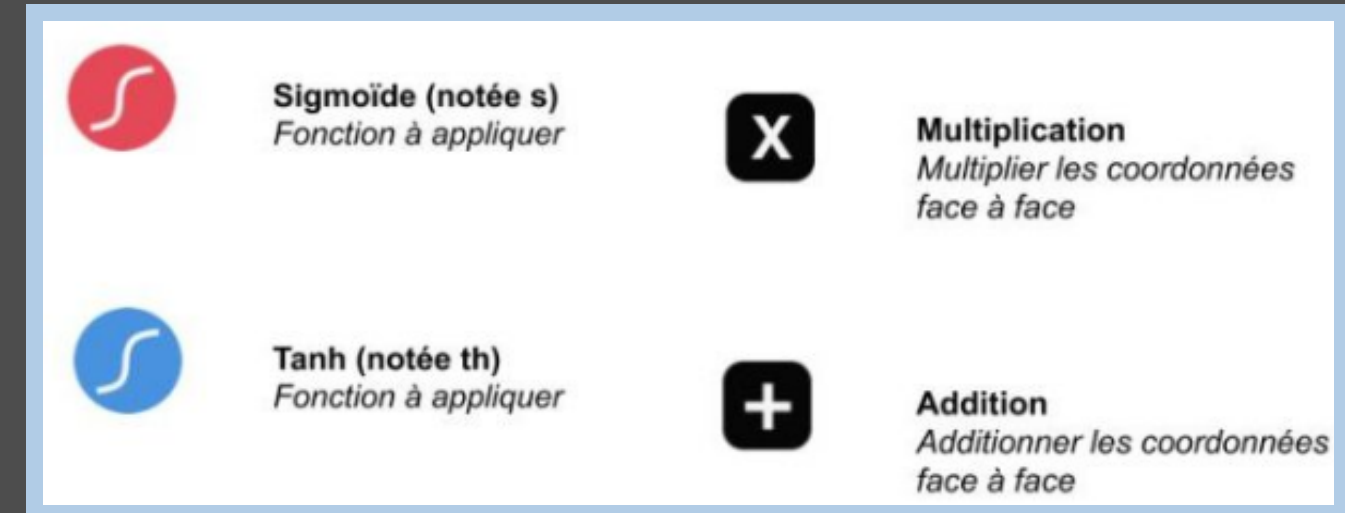 Sigmoïde (notée s)
Fonction à appliquer
X
Multiplication
Multiplier les coordonnées
face à face
Tanh (notée th)
Fonction à appliquer
+
Addition
Additionner les coordonnées
face à face